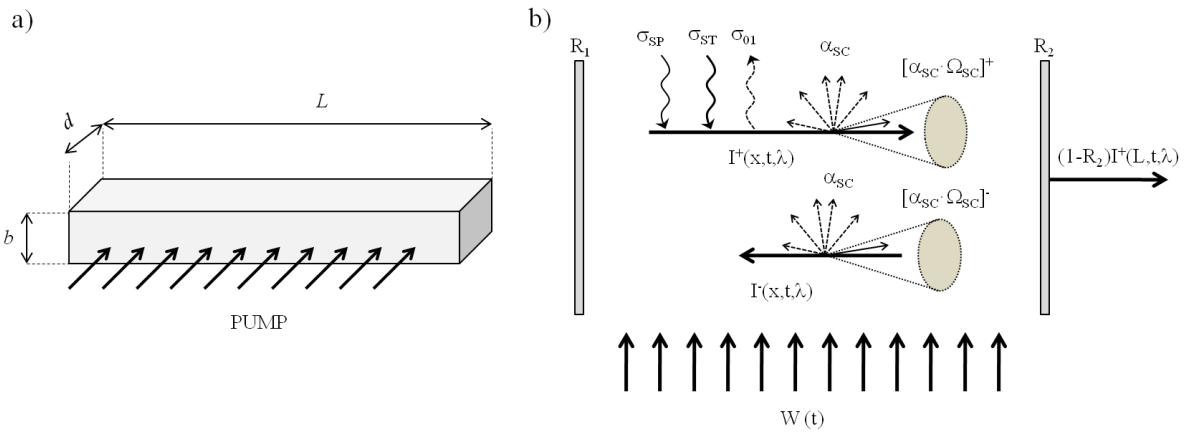 a)
L
d
b
PUMP
b)
R₁
σSP
σST
σ01
αSC
[αSC·ΩSC]⁺
R₂
I⁺(x,t,λ)
(1-R₂)I⁺(L,t,λ)
αSC
[αSC·ΩSC]⁻
I⁻(x,t,λ)
W(t)